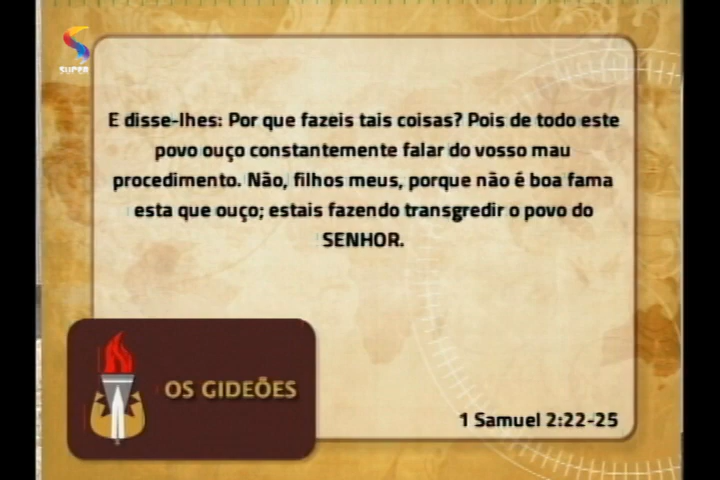 SUPER
E disse-lhes: Por que fazeis tais coisas? Pois de todo este
povo ouço constantemente falar do vosso mau
procedimento. Não, filhos meus, porque não é boa fama
esta que ouço; estais fazendo transgredir o povo do
SENHOR.
OS GIDEÕES
1 Samuel 2:22-25